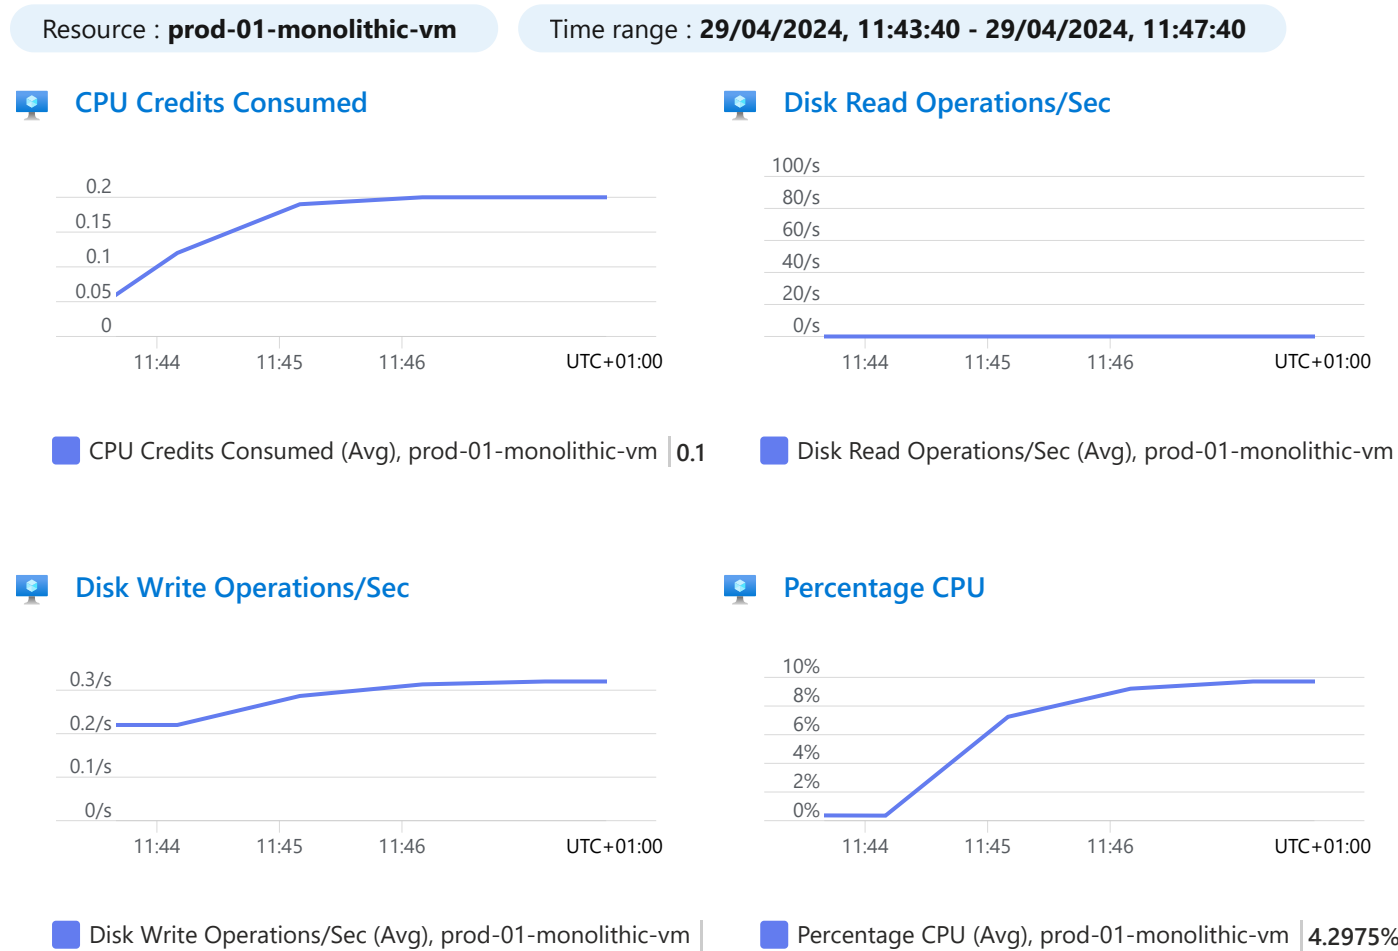 Resource : prod-01-monolithic-vm
Time range : 29/04/2024, 11:43:40 - 29/04/2024, 11:47:40
CPU Credits Consumed
0.2
0.15
0.1
0.05
0
11:44 11:45 11:46 UTC+01:00
CPU Credits Consumed (Avg), prod-01-monolithic-vm 0.1
Disk Read Operations/Sec
100/s
80/s
60/s
40/s
20/s
0/s
11:44 11:45 11:46 UTC+01:00
Disk Read Operations/Sec (Avg), prod-01-monolithic-vm
Disk Write Operations/Sec
0.3/s
0.2/s
0.1/s
0/s
11:44 11:45 11:46 UTC+01:00
Disk Write Operations/Sec (Avg), prod-01-monolithic-vm
Percentage CPU
10%
8%
6%
4%
2%
0%
11:44 11:45 11:46 UTC+01:00
Percentage CPU (Avg), prod-01-monolithic-vm 4.2975%